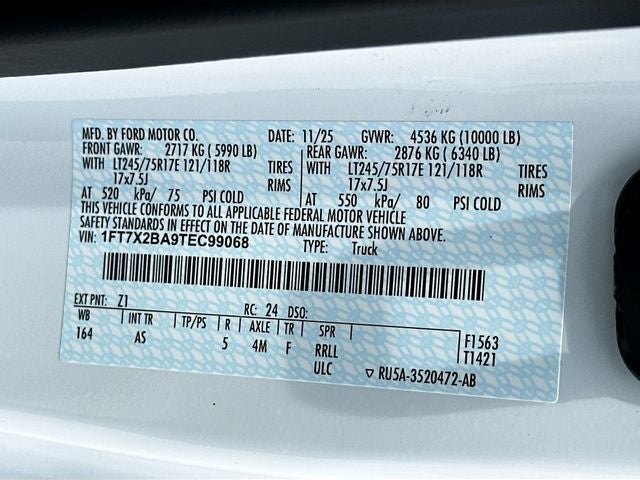 MFD. BY FORD MOTOR CO. DATE: 11/25 GVWR: 4536 KG (10000 LB)
FRONT GAWR: 2717 KG ( 5990 LB) REAR GAWR: 2876 KG ( 6340 LB)
WITH LT245/75R17E 121/118R TIRES WITH LT245/75R17E 121/118R TIRES
17x7.5J RIMS 17x7.5J RIMS
AT 520 kPa/ 75 PSI COLD AT 550 kPa/ 80 PSI COLD
THIS VEHICLE CONFORMS TO ALL APPLICABLE FEDERAL MOTOR VEHICLE
SAFETY STANDARDS IN EFFECT ON THE DATE OF MANUFACTURE SHOWN ABOVE.
VIN: 1FT7X2BA9TEC99068 TYPE: Truck
EXT PNT: Z1 RC: 24 DSO:
WB INT TR TP/PS R AXLE TR SPR F1563
164 AS 5 4M F RRLL T1421
ULC ▽ RU5A-3520472-AB